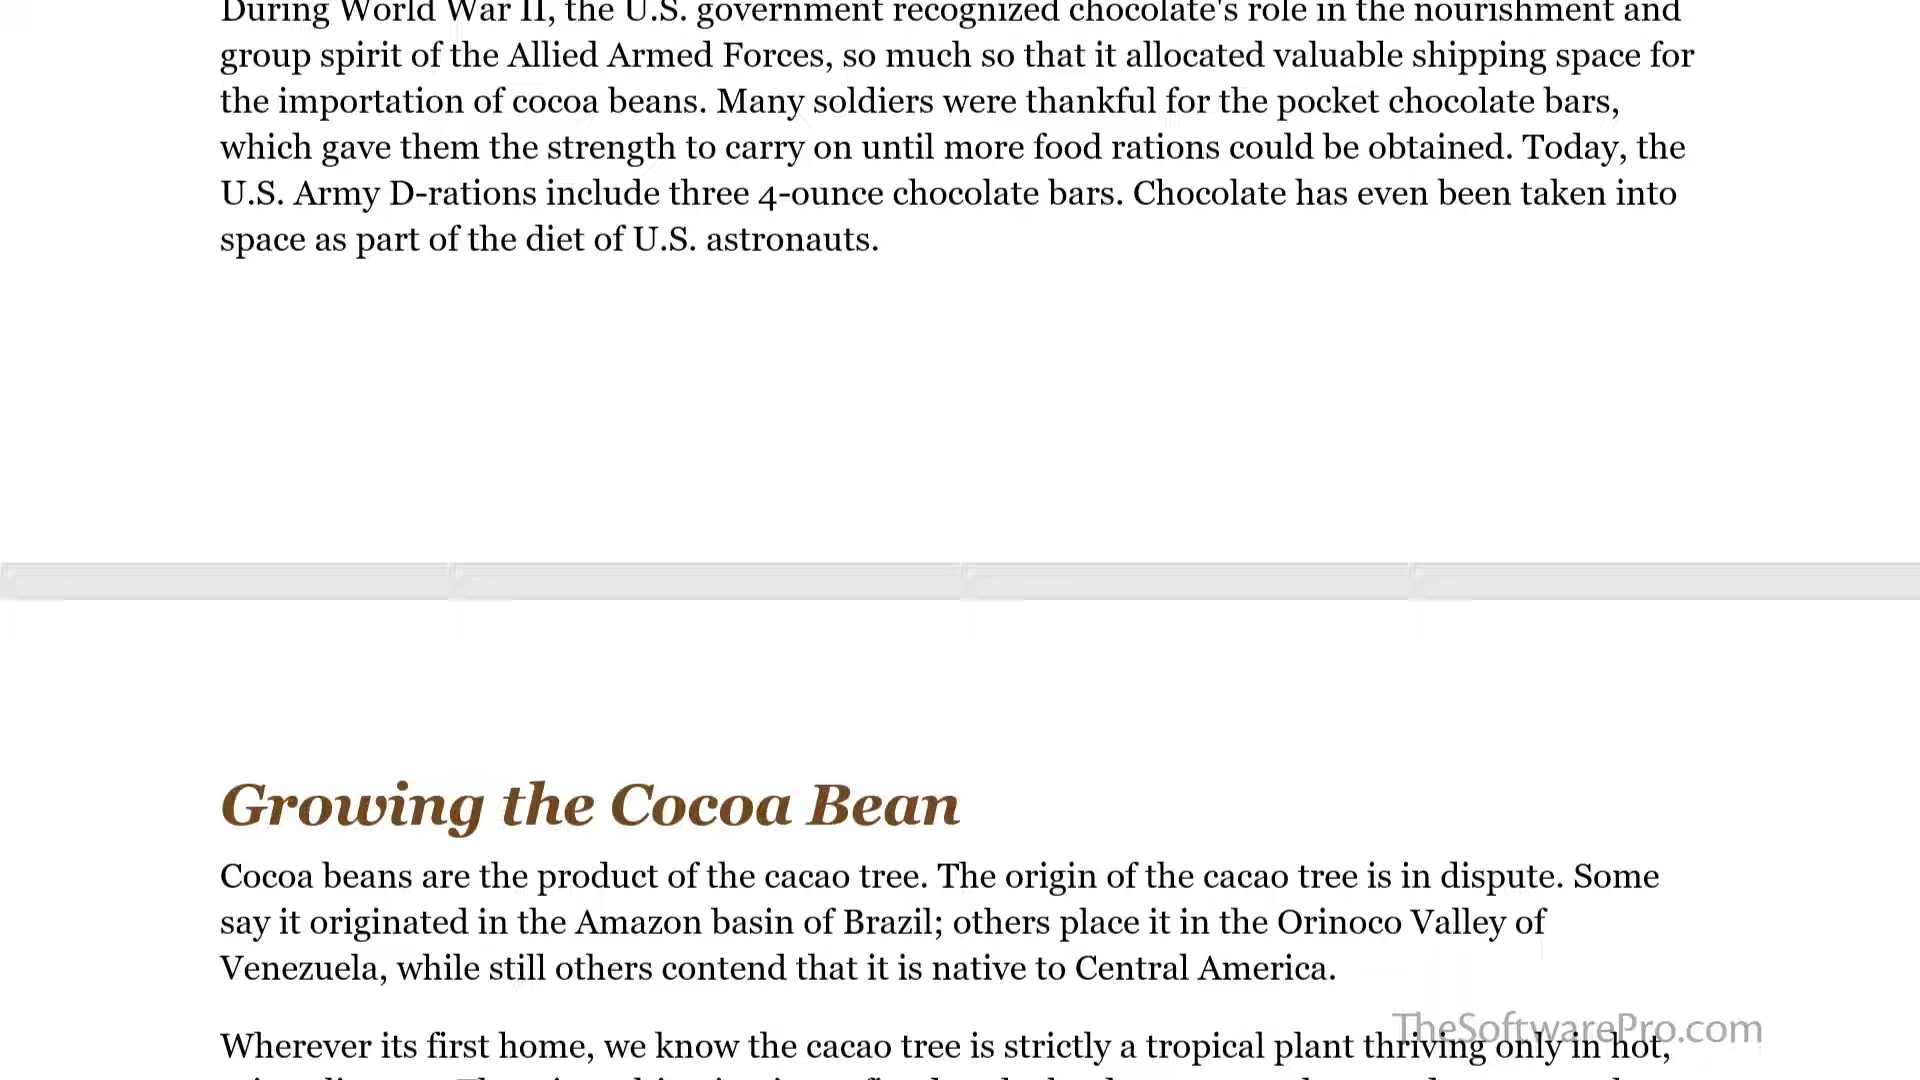 During World War II, the U.S. government recognized chocolate's role in the nourishment and
group spirit of the Allied Armed Forces, so much so that it allocated valuable shipping space for
the importation of cocoa beans. Many soldiers were thankful for the pocket chocolate bars,
which gave them the strength to carry on until more food rations could be obtained. Today, the
U.S. Army D-rations include three 4-ounce chocolate bars. Chocolate has even been taken into
space as part of the diet of U.S. astronauts.
Growing the Cocoa Bean
Cocoa beans are the product of the cacao tree. The origin of the cacao tree is in dispute. Some
say it originated in the Amazon basin of Brazil; others place it in the Orinoco Valley of
Venezuela, while still others contend that it is native to Central America.
TheSoftwarePro.com
Wherever its first home, we know the cacao tree is strictly a tropical plant thriving only in hot,